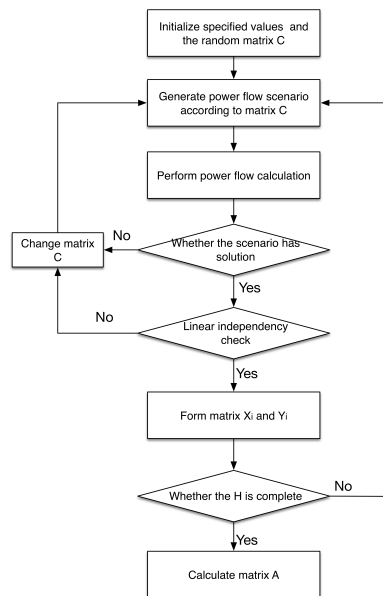 Initialize specified values and
the random matrix C
Generate power flow scenario
according to matrix C
Perform power flow calculation
Whether the scenario has
solution
No
Change matrix
C
Yes
Linear independency
check
No
Yes
Form matrix Xi and Yi
Whether the H is complete
No
Yes
Calculate matrix A